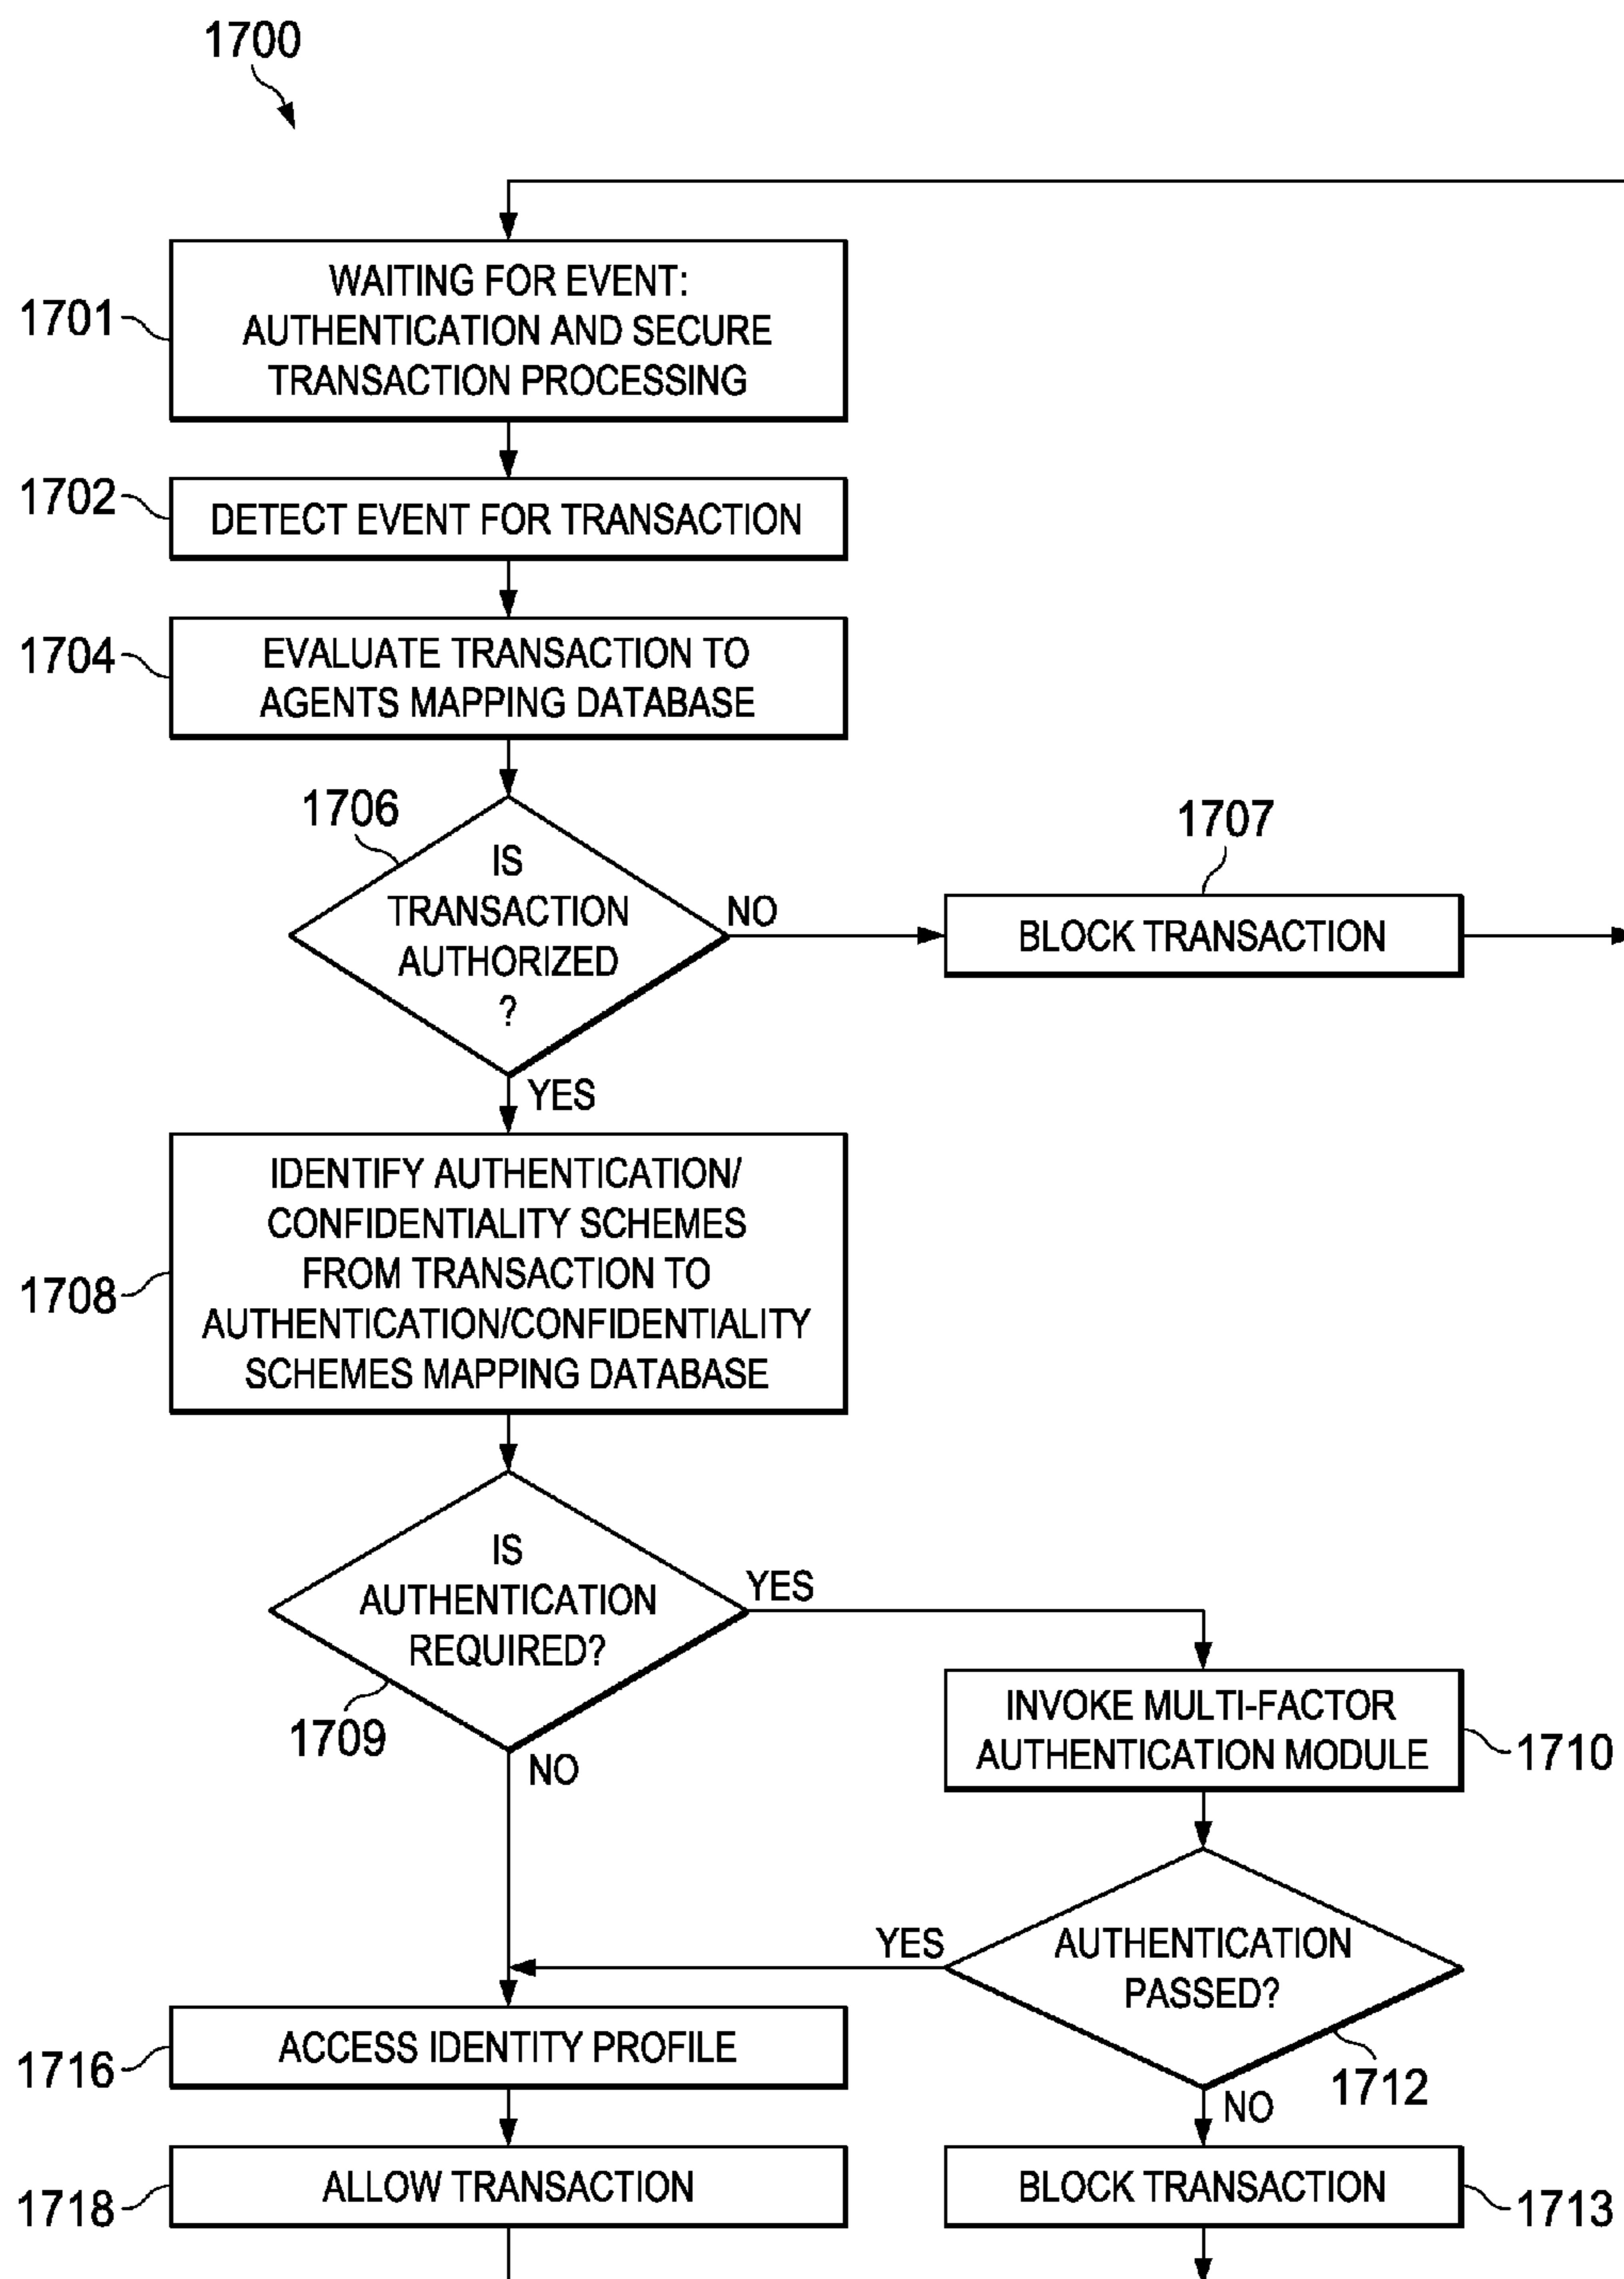 1700
1701
WAITING FOR EVENT:
AUTHENTICATION AND SECURE
TRANSACTION PROCESSING
1702
DETECT EVENT FOR TRANSACTION
1704
EVALUATE TRANSACTION TO
AGENTS MAPPING DATABASE
1706
IS
TRANSACTION
AUTHORIZED
?
NO
1707
BLOCK TRANSACTION
YES
1708
IDENTIFY AUTHENTICATION/
CONFIDENTIALITY SCHEMES
FROM TRANSACTION TO
AUTHENTICATION/CONFIDENTIALITY
SCHEMES MAPPING DATABASE
IS
AUTHENTICATION
REQUIRED?
1709
YES
NO
INVOKE MULTI-FACTOR
AUTHENTICATION MODULE
1710
AUTHENTICATION
PASSED?
1712
YES
NO
1716
ACCESS IDENTITY PROFILE
1718
ALLOW TRANSACTION
BLOCK TRANSACTION
1713